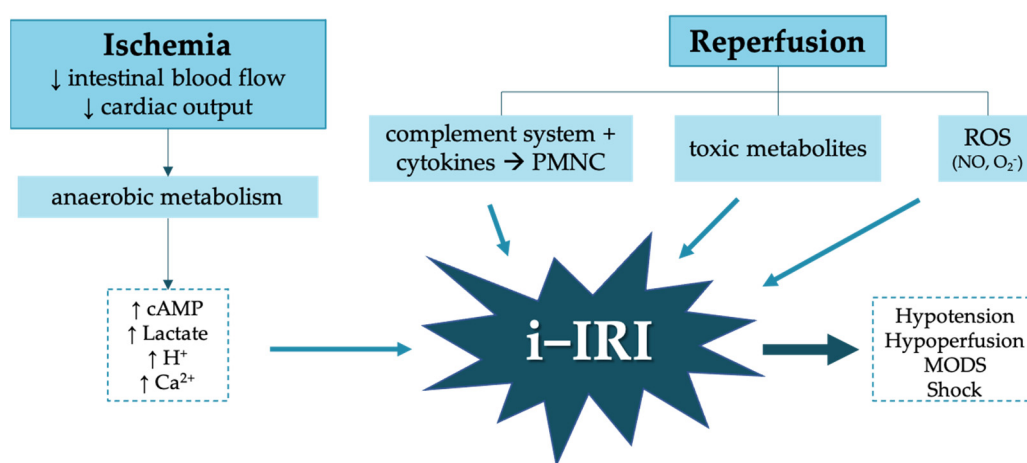 Ischemia
↓ intestinal blood flow
↓ cardiac output
anaerobic metabolism
↑ cAMP
↑ Lactate
↑ H⁺
↑ Ca²⁺
Reperfusion
complement system +
cytokines → PMNC
toxic metabolites
ROS
(NO, O₂⁻)
i–IRI
Hypotension
Hypoperfusion
MODS
Shock